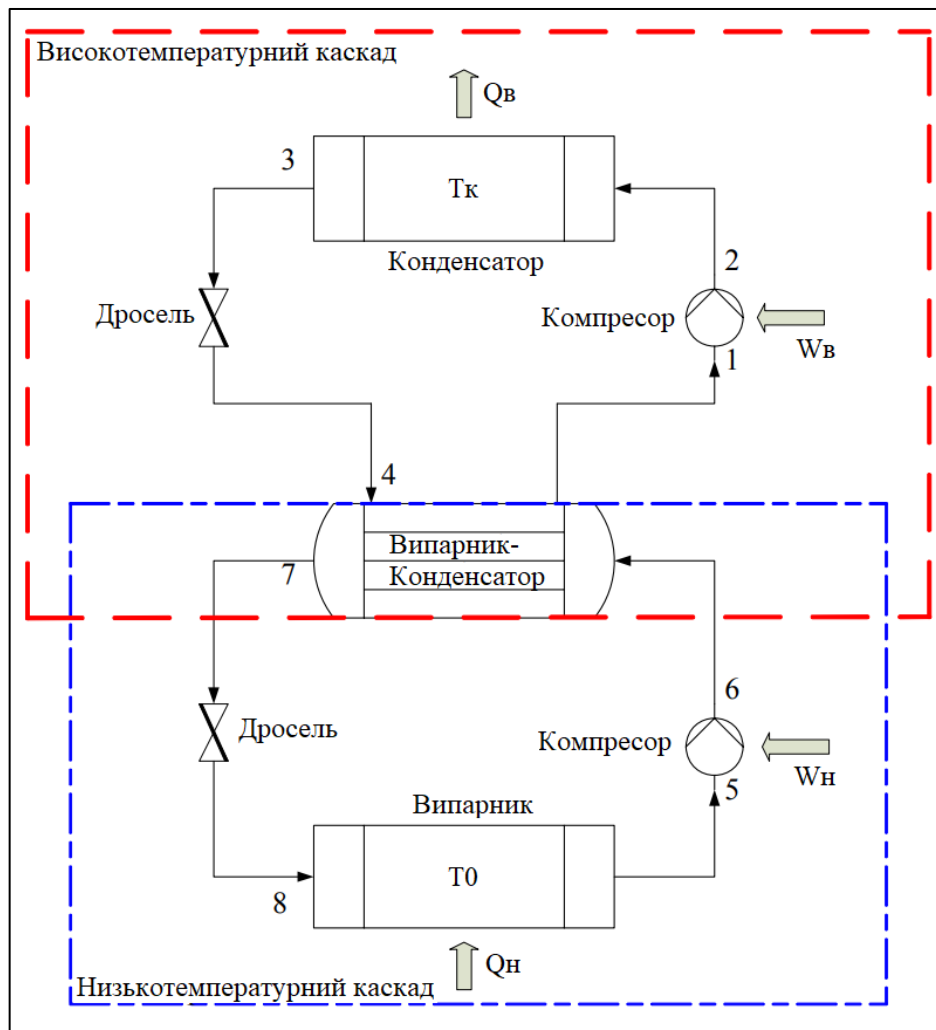 Високотемпературний каскад
Qв
3
Тк
Конденсатор
2
Дросель
Компресор
Wв
1
4
Випарник-
Конденсатор
7
6
Дросель
Компресор
Wн
5
Випарник
Т0
8
Qн
Низькотемпературний каскад